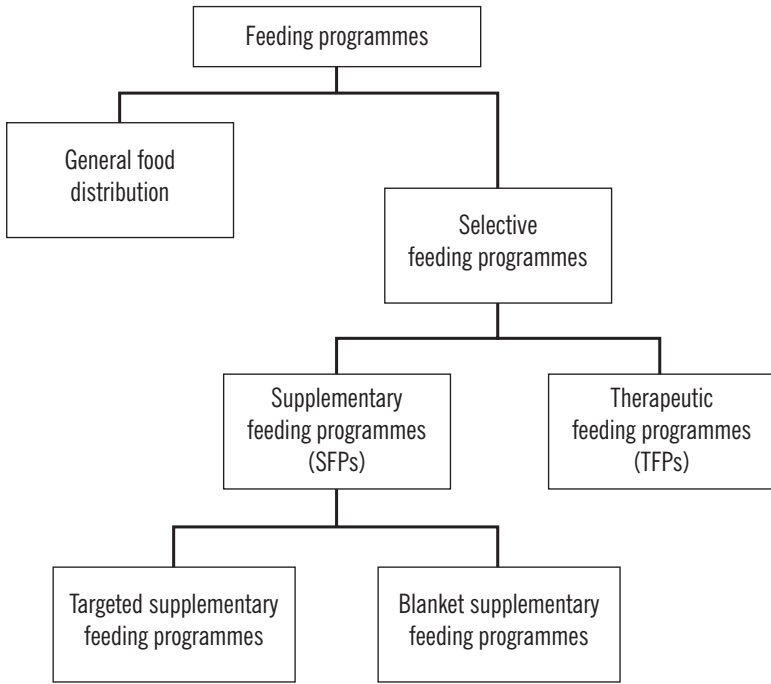 Feeding programmes
General food
distribution
Selective
feeding programmes
Supplementary
feeding programmes
(SFPs)
Therapeutic
feeding programmes
(TFPs)
Targeted supplementary
feeding programmes
Blanket supplementary
feeding programmes